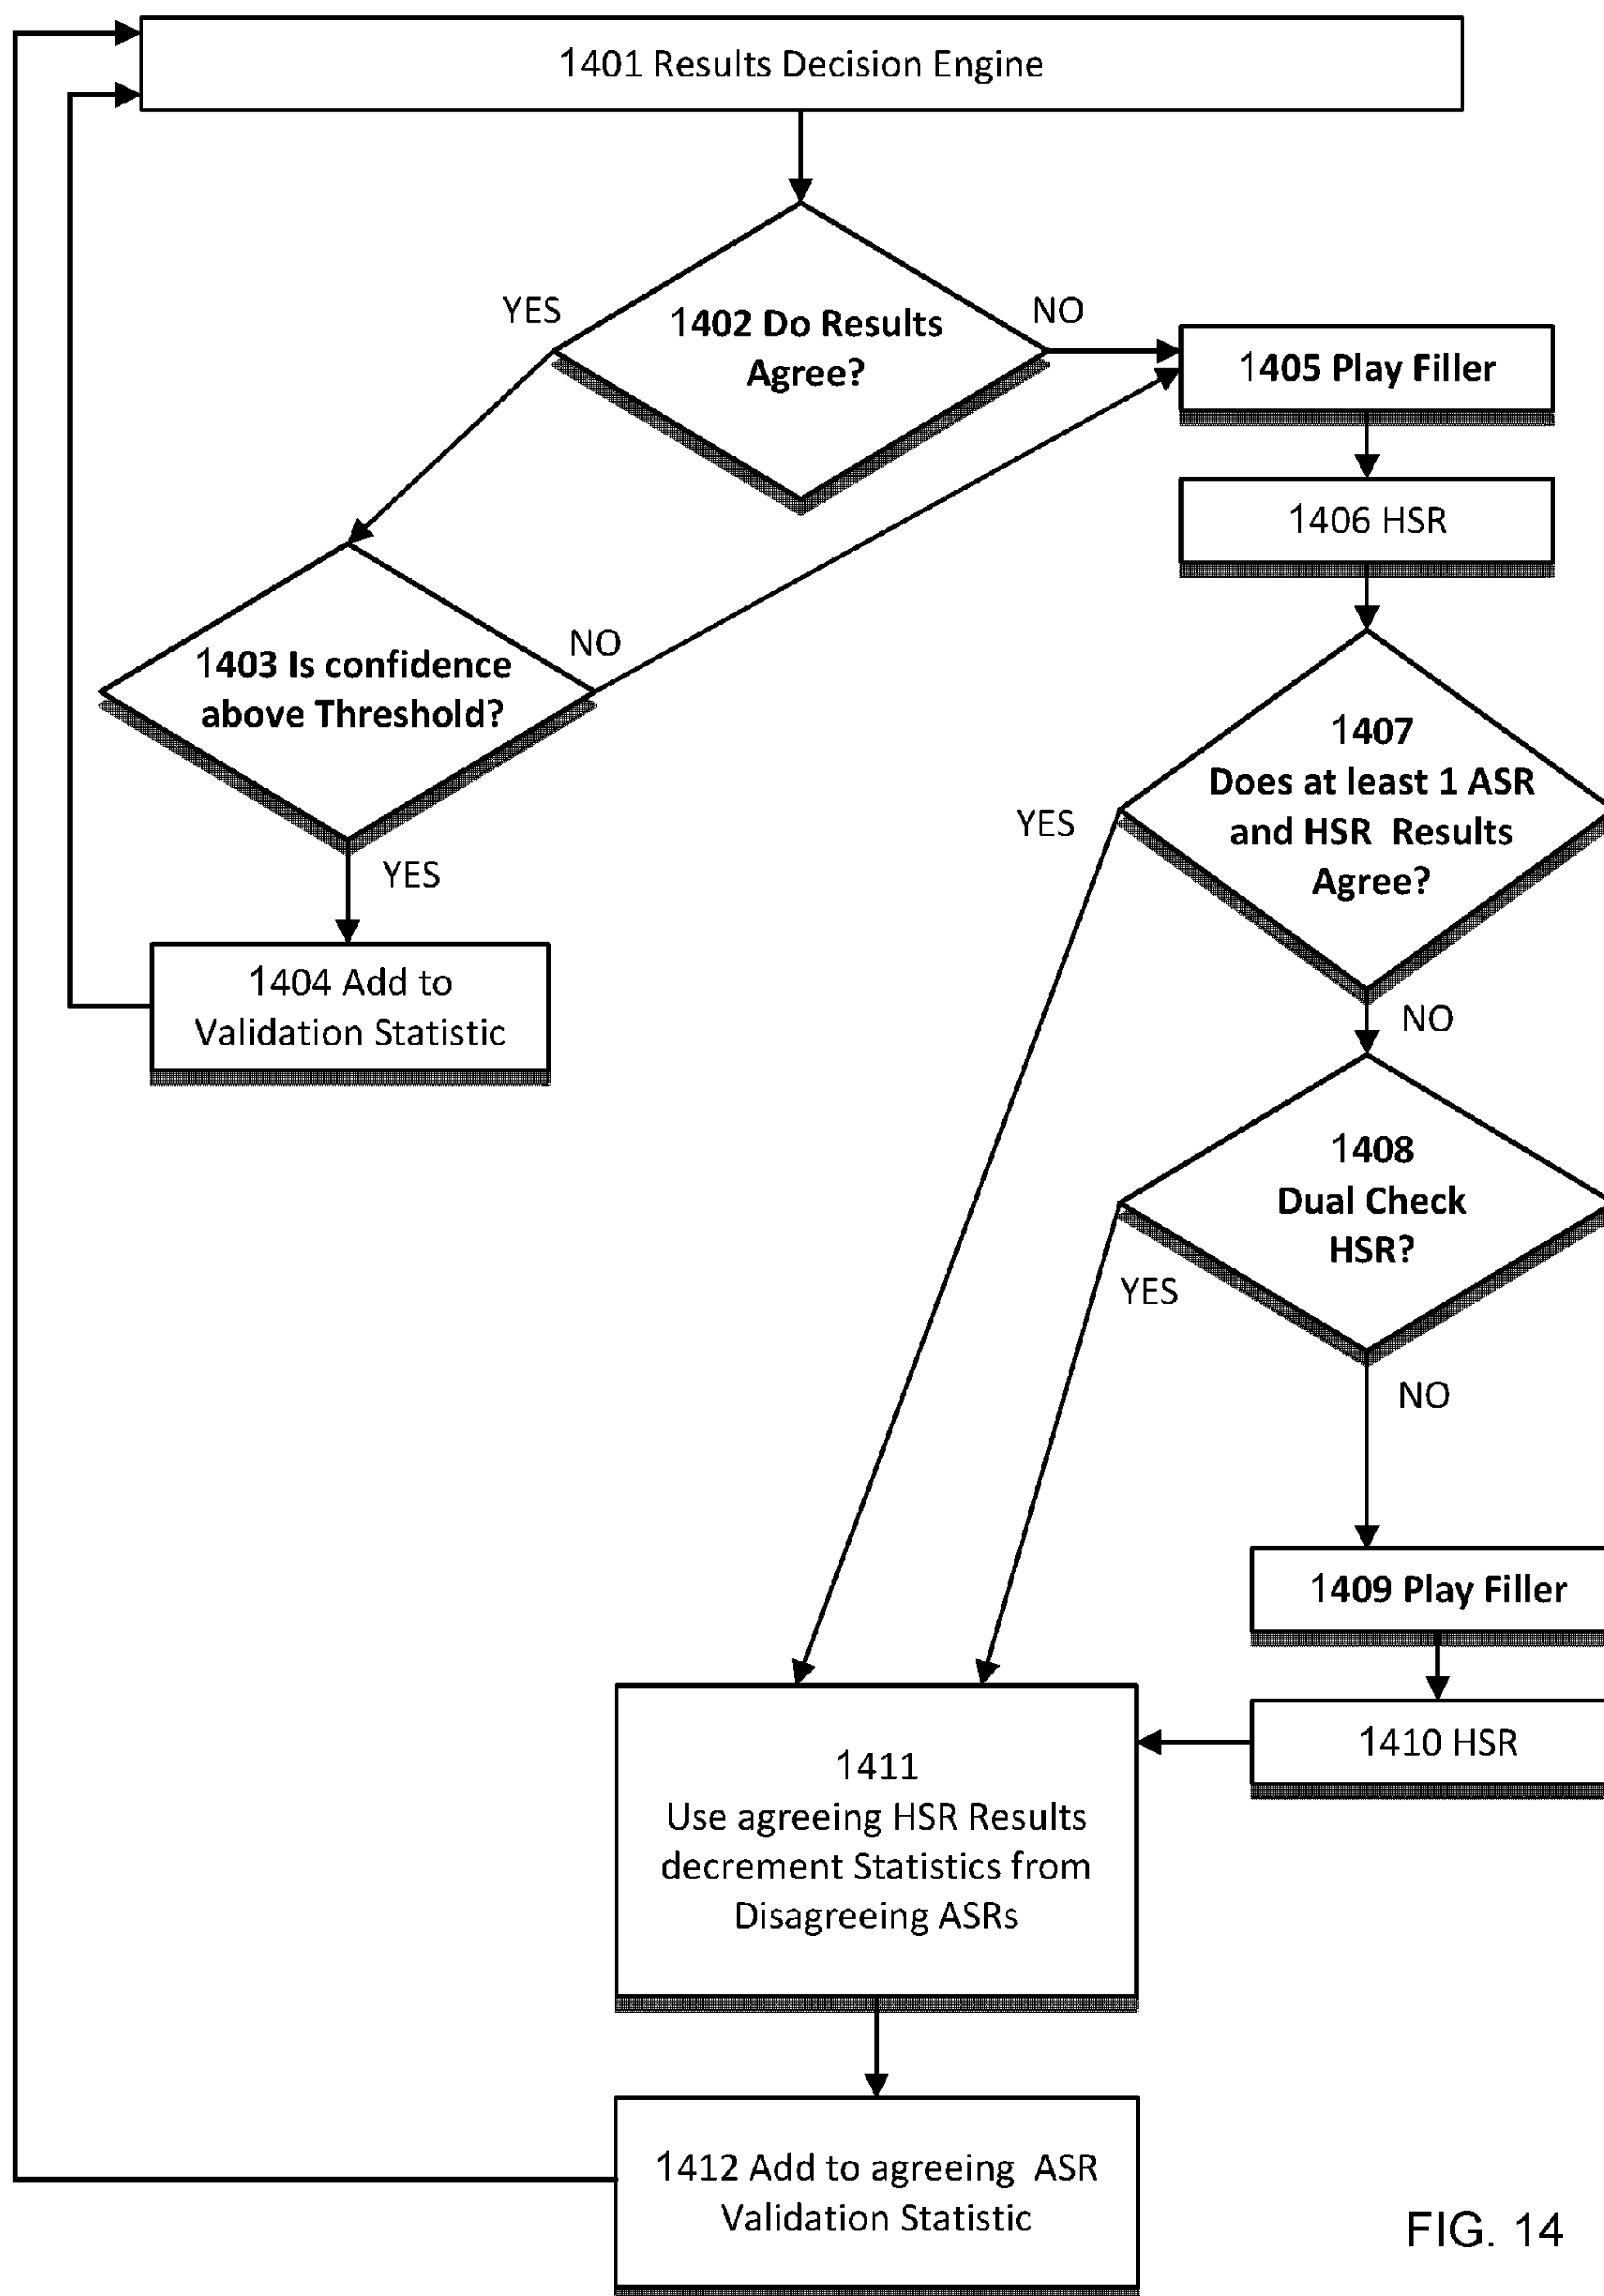 1401 Results Decision Engine
YES
1402 Do Results
Agree?
NO
1405 Play Filler
1406 HSR
1403 Is confidence
above Threshold?
NO
YES
1404 Add to
Validation Statistic
1407
Does at least 1 ASR
and HSR Results
Agree?
YES
NO
1408
Dual Check
HSR?
YES
NO
1409 Play Filler
1410 HSR
1411
Use agreeing HSR Results
decrement Statistics from
Disagreeing ASRs
1412 Add to agreeing ASR
Validation Statistic
FIG. 14